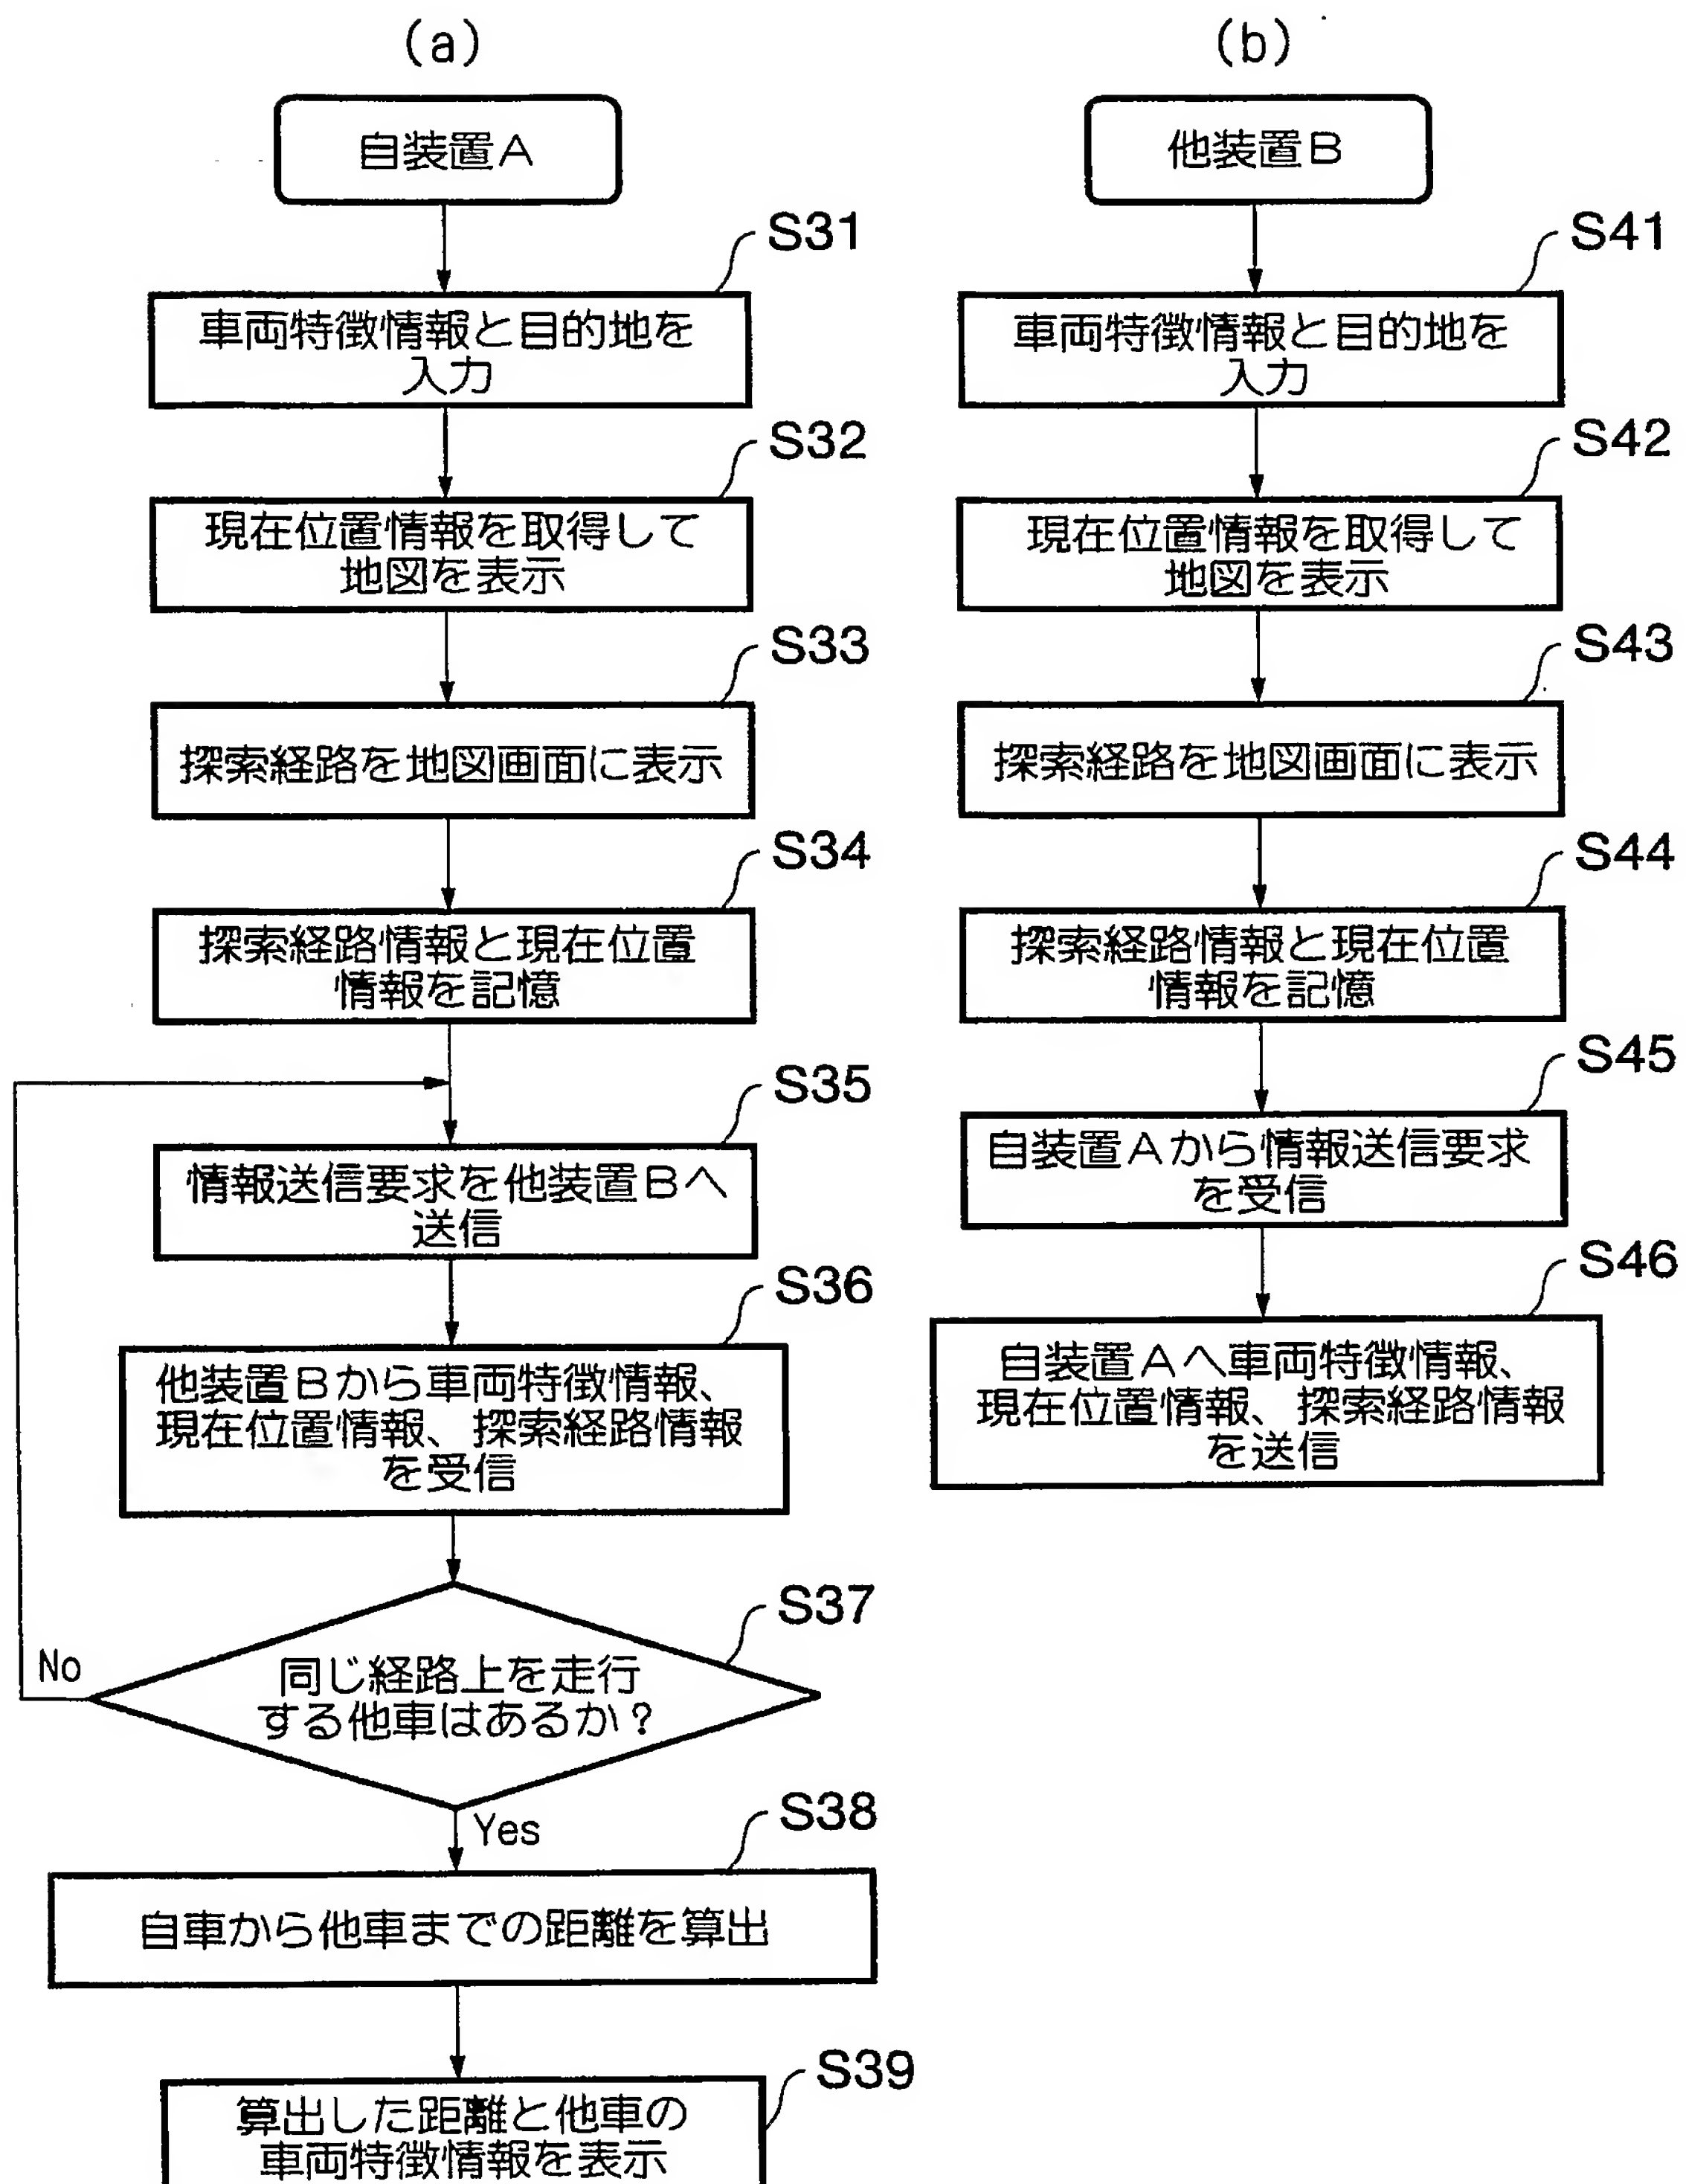 (a)
自装置A
S31
車両特徴情報と目的地を
入力
S32
現在位置情報を取得して
地図を表示
S33
探索経路を地図画面に表示
S34
探索経路情報と現在位置
情報を記憶
S35
情報送信要求を他装置Bへ
送信
S36
他装置Bから車両特徴情報、
現在位置情報、探索経路情報
を受信
S37
同じ経路上を走行
する他車はあるか?
No
Yes
S38
自車から他車までの距離を算出
S39
算出した距離と他車の
車両特徴情報を表示
(b)
他装置B
S41
車両特徴情報と目的地を
入力
S42
現在位置情報を取得して
地図を表示
S43
探索経路を地図画面に表示
S44
探索経路情報と現在位置
情報を記憶
S45
自装置Aから情報送信要求
を受信
S46
自装置Aへ車両特徴情報、
現在位置情報、探索経路情報
を送信